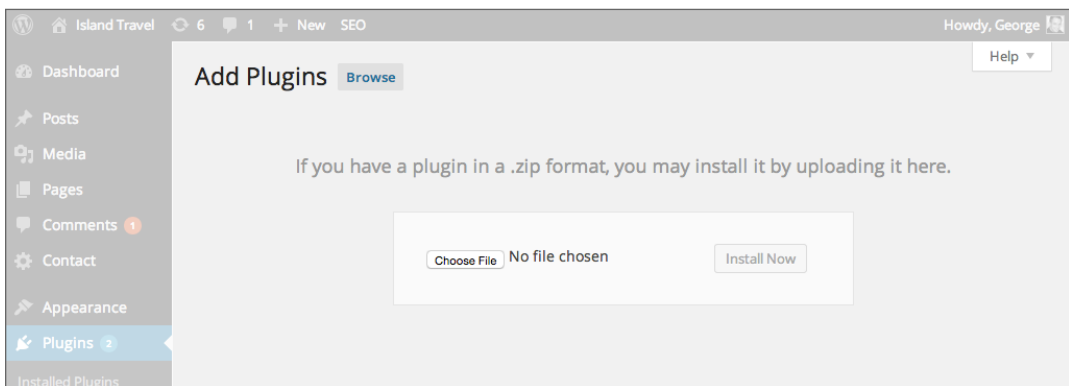 Island Travel 6 1 New SEO Howdy, George
Help
Dashboard
Add Plugins Browse
Posts
Media
If you have a plugin in a .zip format, you may install it by uploading it here.
Pages
Comments 1
Choose File No file chosen Install Now
Contact
Appearance
Plugins 2
Installed Plugins